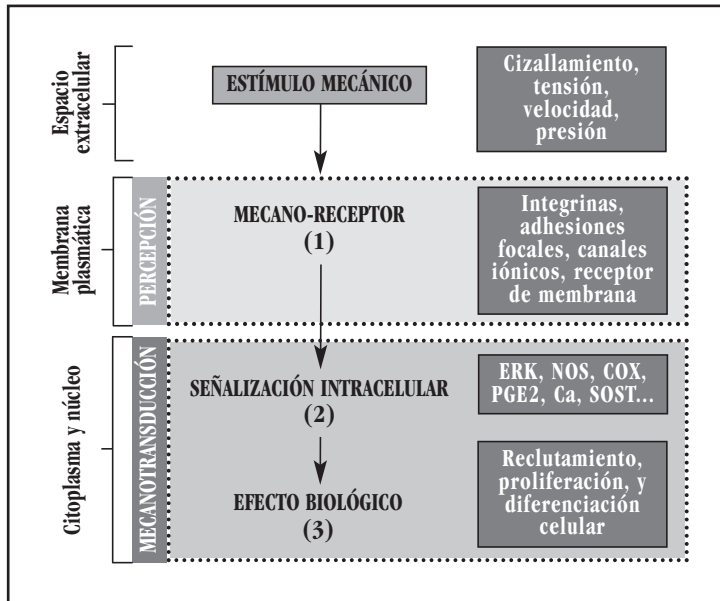 Espacio
extracelular
ESTÍMULO MECÁNICO
Cizallamiento,
tensión,
velocidad,
presión
Membrana
plasmática
PERCEPCIÓN
MECANO-RECEPTOR
(1)
Integrinas,
adhesiones
focales, canales
iónicos, receptor
de membrana
Citoplasma y núcleo
MECANOTRANSDUCCIÓN
SEÑALIZACIÓN INTRACELULAR
(2)
ERK, NOS, COX,
PGE2, Ca, SOST...
EFECTO BIOLÓGICO
(3)
Reclutamiento,
proliferación, y
diferenciación
celular